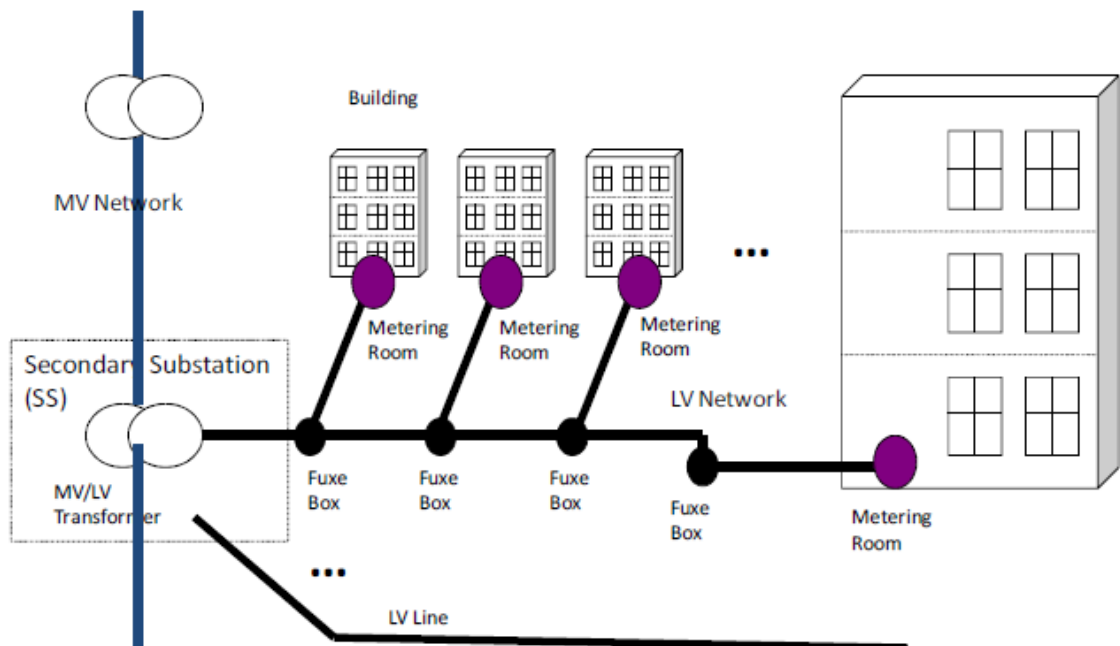 Building
MV Network
Metering
Room
Metering
Room
Metering
Room
Secondary Substation
(SS)
LV Network
Fuxe
Box
Fuxe
Box
Fuxe
Box
Fuxe
Box
MV/LV
Transformer
Metering
Room
...
...
LV Line